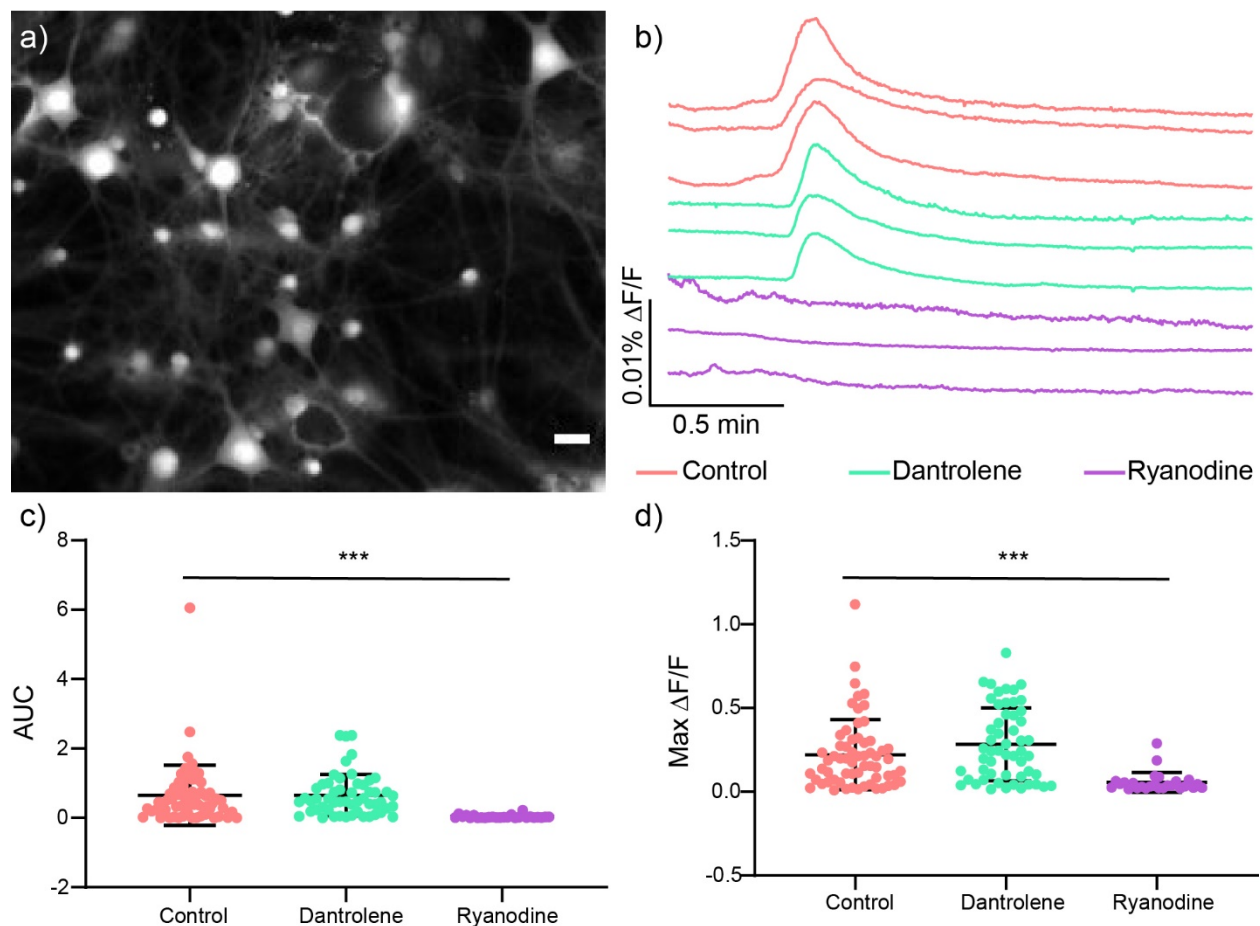 a)
b)
0.01% ΔF/F
0.5 min
Control
Dantrolene
Ryanodine
c)
8
6
4
2
0
-2
AUC
***
Control
Dantrolene
Ryanodine
d)
1.5
1.0
0.5
0.0
-0.5
Max ΔF/F
***
Control
Dantrolene
Ryanodine